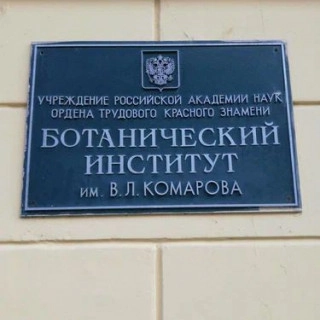 УЧРЕЖДЕНИЕ РОССИЙСКОЙ АКАДЕМИИ НАУК
ОРДЕНА ТРУДОВОГО КРАСНОГО ЗНАМЕНИ
БОТАНИЧЕСКИЙ
ИНСТИТУТ
ИМ. В.Л. КОМАРОВА